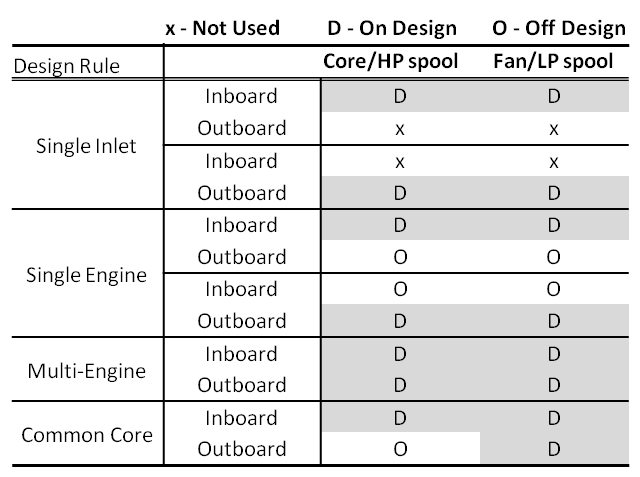 x - Not Used D - On Design O - Off Design
Design Rule Core/HP spool Fan/LP spool
Single Inlet
Inboard D D
Outboard x x
Inboard x x
Outboard D D
Single Engine
Inboard D D
Outboard O O
Inboard O O
Outboard D D
Multi-Engine
Inboard D D
Outboard D D
Common Core
Inboard D D
Outboard O D